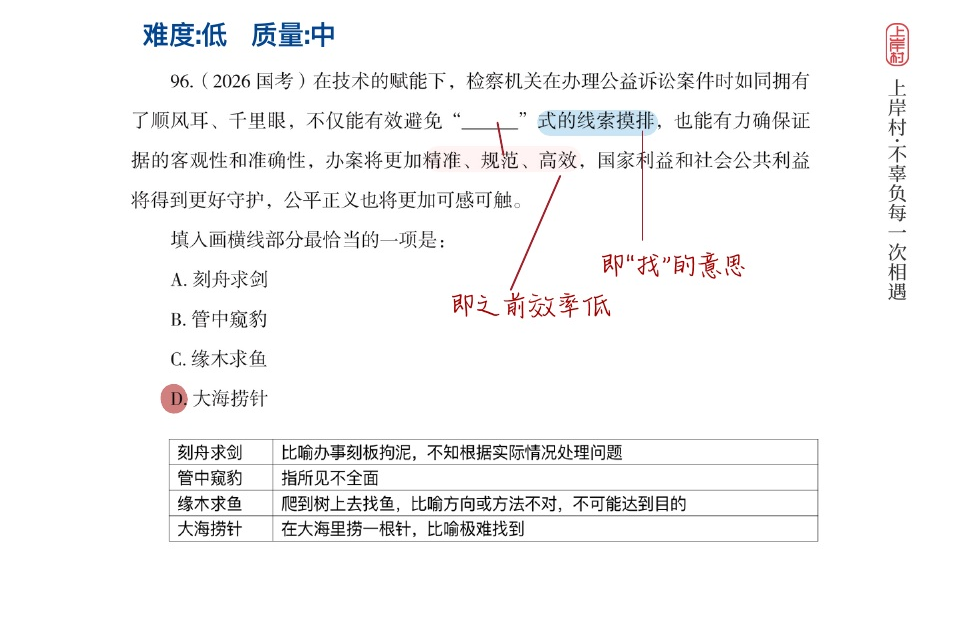 难度:低　质量:中
96.（2026 国考）在技术的赋能下，检察机关在办理公益诉讼案件时如同拥有
了顺风耳、千里眼，不仅能有效避免“______”式的线索摸排，也能有力确保证
据的客观性和准确性，办案将更加精准、规范、高效，国家利益和社会公共利益
将得到更好守护，公平正义也将更加可感可触。
填入画横线部分最恰当的一项是：
即“找”的意思
A. 刻舟求剑
即之前效率低
B. 管中窥豹
C. 缘木求鱼
D. 大海捞针
刻舟求剑 比喻办事刻板拘泥，不知根据实际情况处理问题
管中窥豹 指所见不全面
缘木求鱼 爬到树上去找鱼，比喻方向或方法不对，不可能达到目的
大海捞针 在大海里捞一根针，比喻极难找到
上岸村
上岸村·不辜负每一次相遇